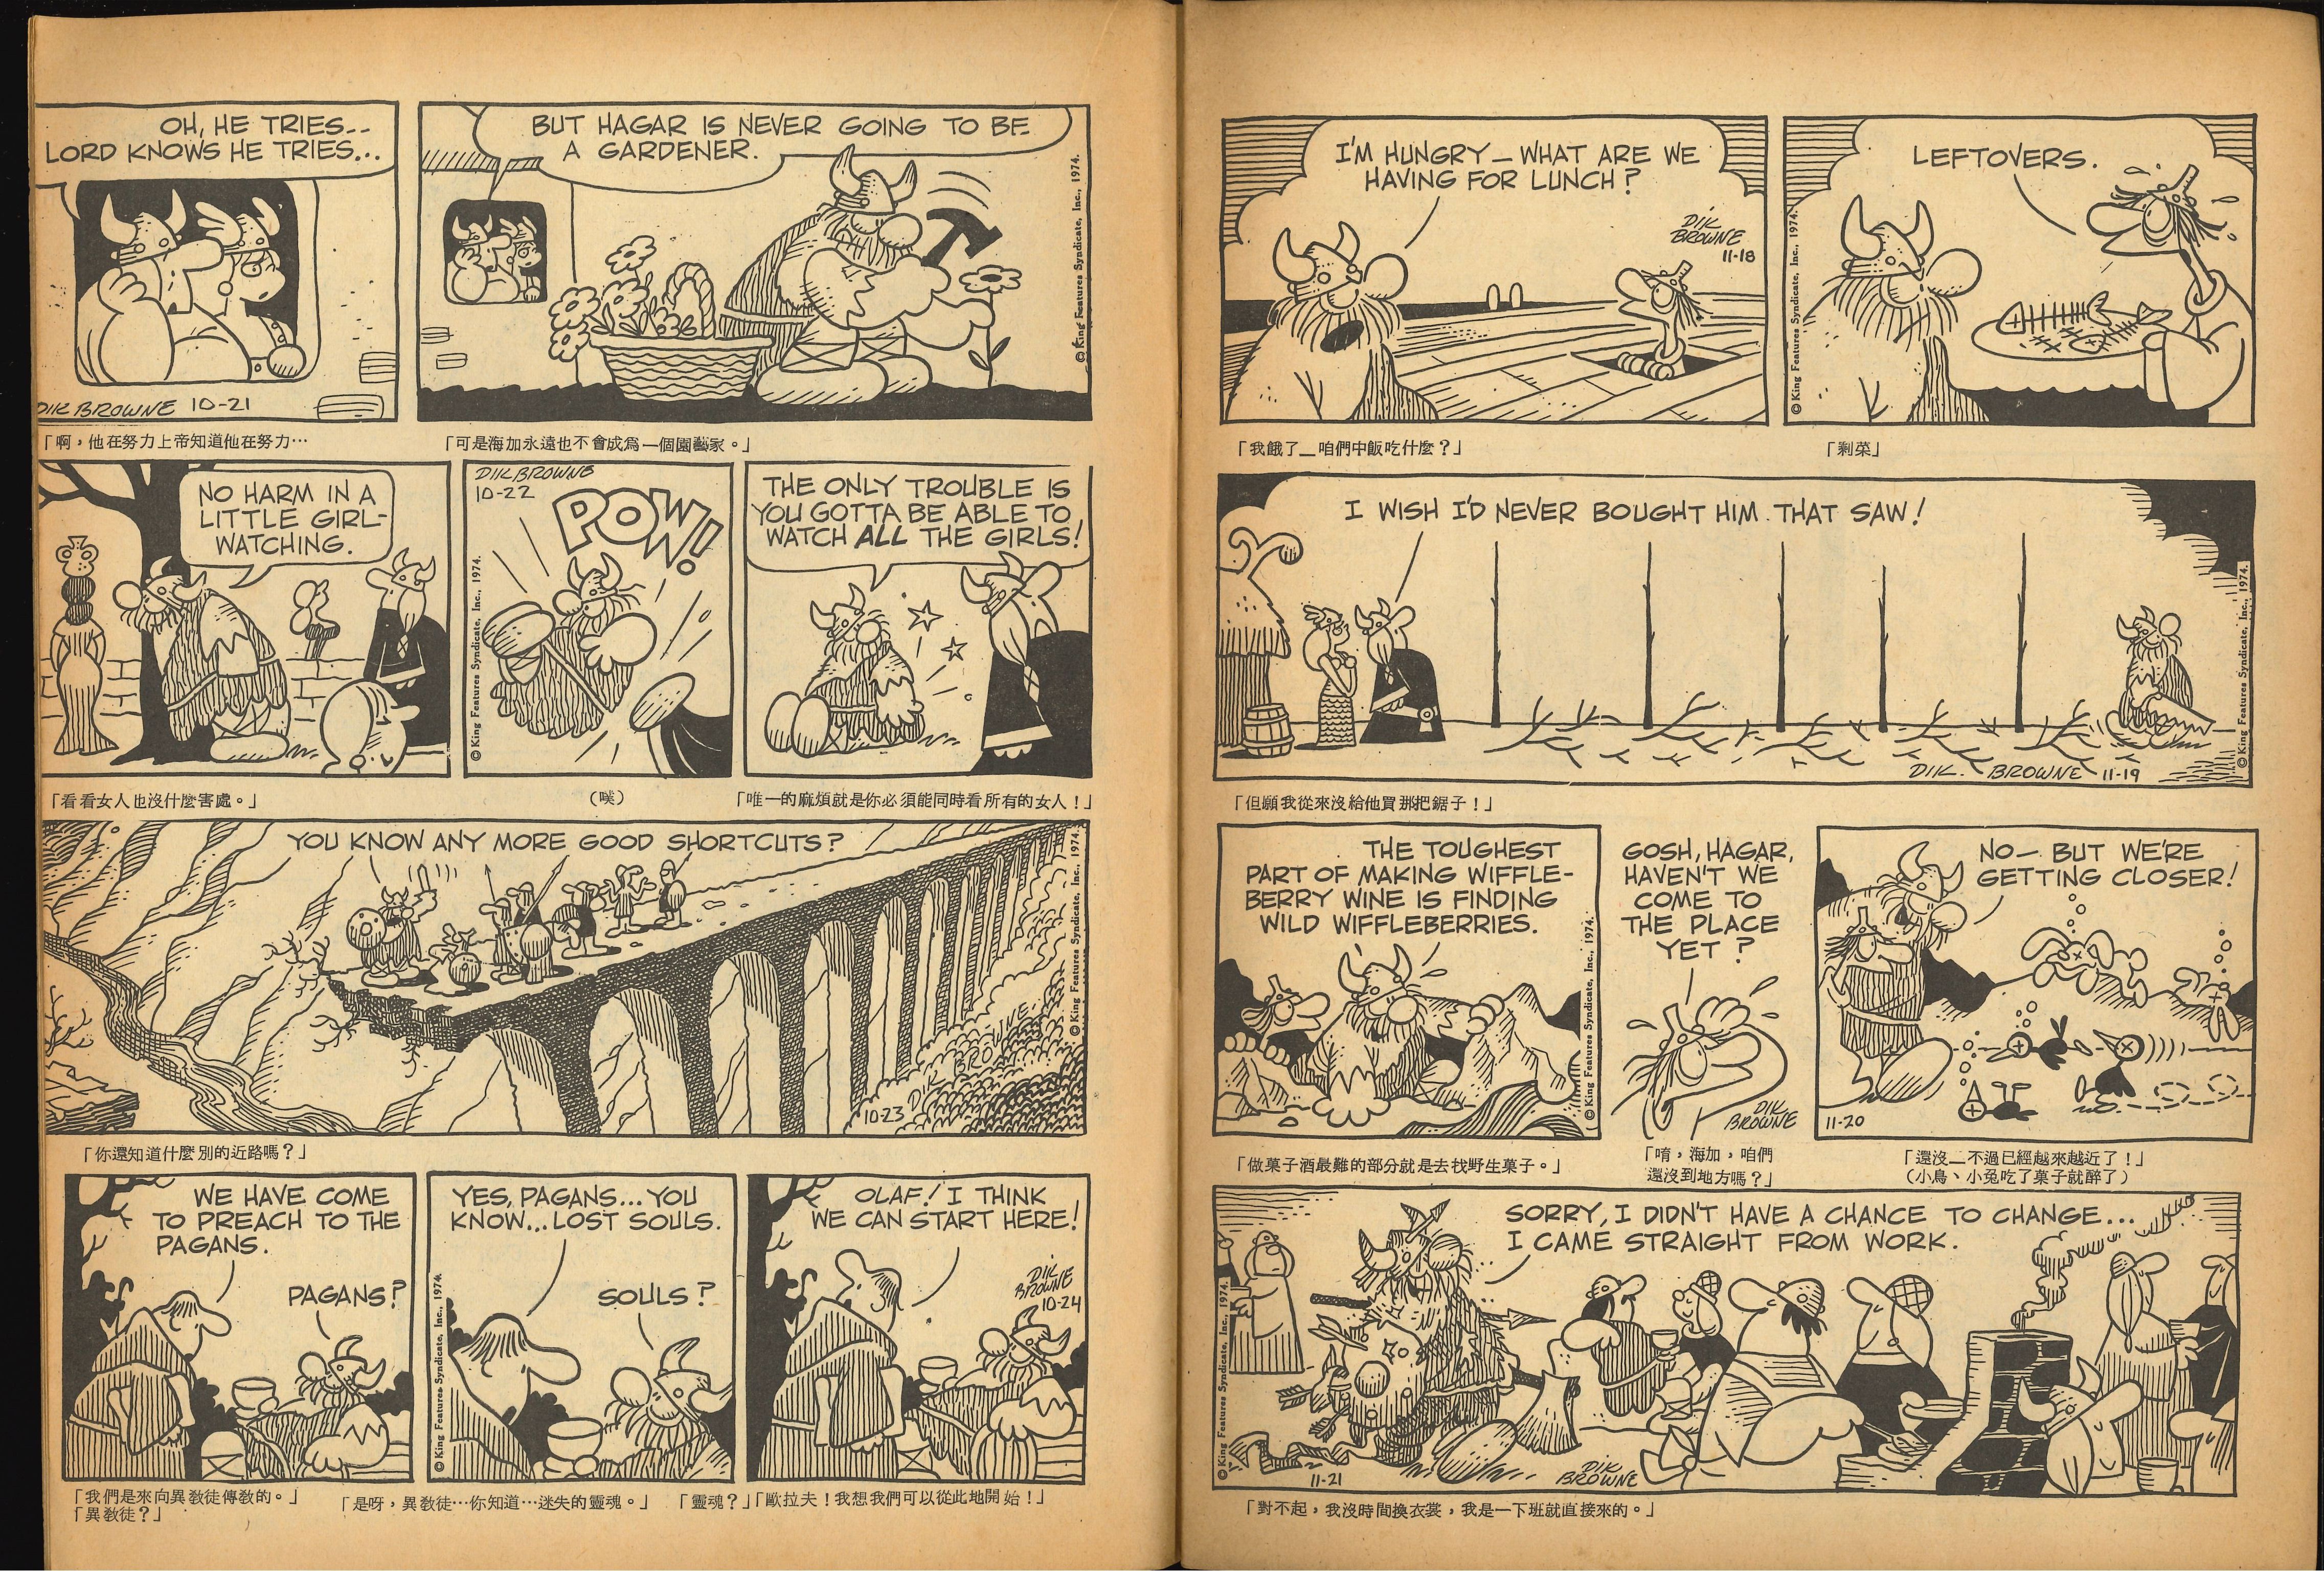 OH, HE TRIES--
LORD KNOWS HE TRIES...
DIK BROWNE 10-21
BUT HAGAR IS NEVER GOING TO BE
A GARDENER.
© King Features Syndicate, Inc., 1974.
「啊，他在努力上帝知道他在努力…
「可是海加永遠也不會成爲一個園藝家。」
NO HARM IN A
LITTLE GIRL-
WATCHING.
DIK BROWNE
10-22
POW!
© King Features Syndicate, Inc., 1974.
THE ONLY TROUBLE IS
YOU GOTTA BE ABLE TO
WATCH ALL THE GIRLS!
「看看女人也沒什麼害處。」
（噗）
「唯一的麻煩就是你必須能同時看所有的女人！」
YOU KNOW ANY MORE GOOD SHORTCUTS?
© King Features Syndicate, Inc., 1974.
10-23 DIK BROWNE
「你還知道什麼別的近路嗎？」
WE HAVE COME
TO PREACH TO THE
PAGANS.
PAGANS?
YES, PAGANS...YOU
KNOW...LOST SOULS.
SOULS?
© King Features Syndicate, Inc., 1974.
OLAF! I THINK
WE CAN START HERE!
DIK
BROWNE
10-24
「我們是來向異教徒傳教的。」
「異教徒？」
「是呀，異教徒…你知道…迷失的靈魂。」
「靈魂？」
「歐拉夫！我想我們可以從此地開始！」
I'M HUNGRY — WHAT ARE WE
HAVING FOR LUNCH?
DIK
BROWNE
11-18
LEFTOVERS.
© King Features Syndicate, Inc., 1974.
「我餓了—咱們中飯吃什麼？」
「剩菜」
I WISH I'D NEVER BOUGHT HIM THAT SAW!
© King Features Syndicate, Inc., 1974.
DIK BROWNE 11-19
「但願我從來沒給他買那把鋸子！」
THE TOUGHEST
PART OF MAKING WIFFLE-
BERRY WINE IS FINDING
WILD WIFFLEBERRIES.
© King Features Syndicate, Inc., 1974.
GOSH, HAGAR,
HAVEN'T WE
COME TO
THE PLACE
YET?
DIK
BROWNE
NO— BUT WE'RE
GETTING CLOSER!
11-20
「做菓子酒最難的部分就是去找野生菓子。」
「唷，海加，咱們
還沒到地方嗎？」
「還沒—不過已經越來越近了！」
（小鳥、小兔吃了菓子就醉了）
SORRY, I DIDN'T HAVE A CHANCE TO CHANGE...
I CAME STRAIGHT FROM WORK.
© King Features Syndicate, Inc., 1974.
11-21
DIK
BROWNE
「對不起，我沒時間換衣裳，我是一下班就直接來的。」